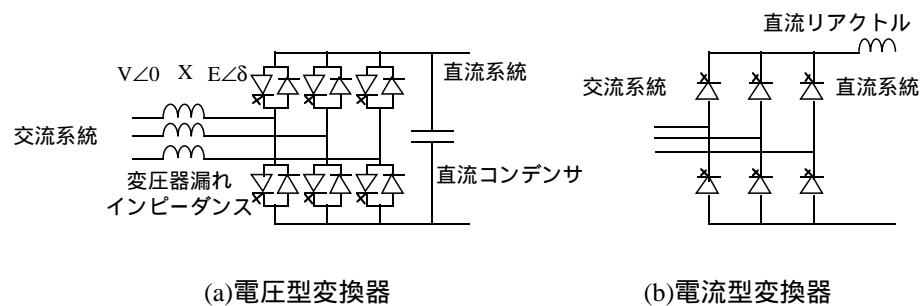 V∠0 X E∠δ
直流系統
交流系統
変圧器漏れ
インピーダンス
直流コンデンサ
(a)電圧型変換器
直流リアクトル
交流系統
直流系統
(b)電流型変換器